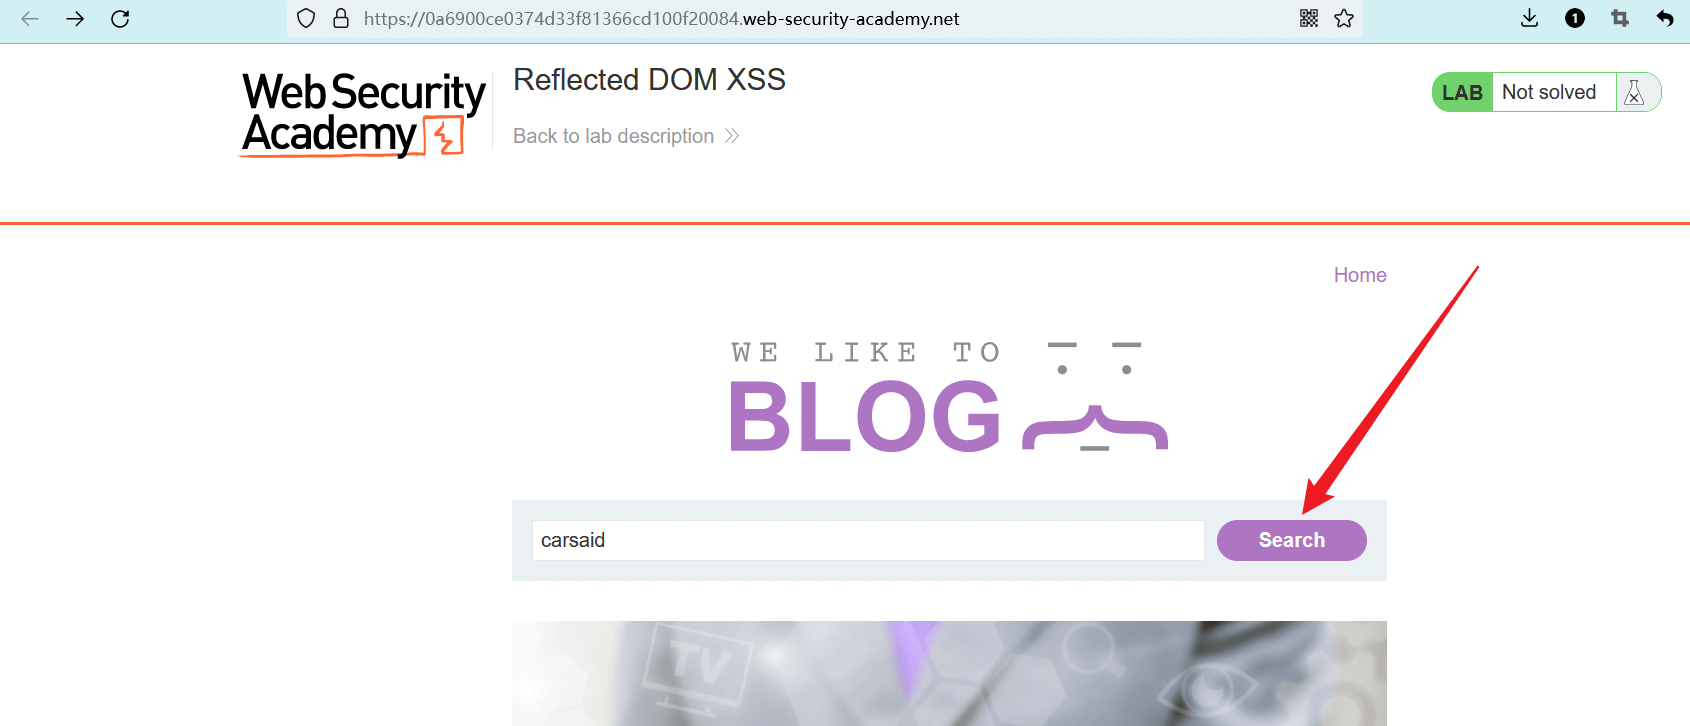 https://0a6900ce0374d33f81366cd100f20084.web-security-academy.net
1
Web Security
Academy
Reflected DOM XSS
Back to lab description
LAB Not solved
Home
WE LIKE TO
BLOG
carsaid
Search
TV